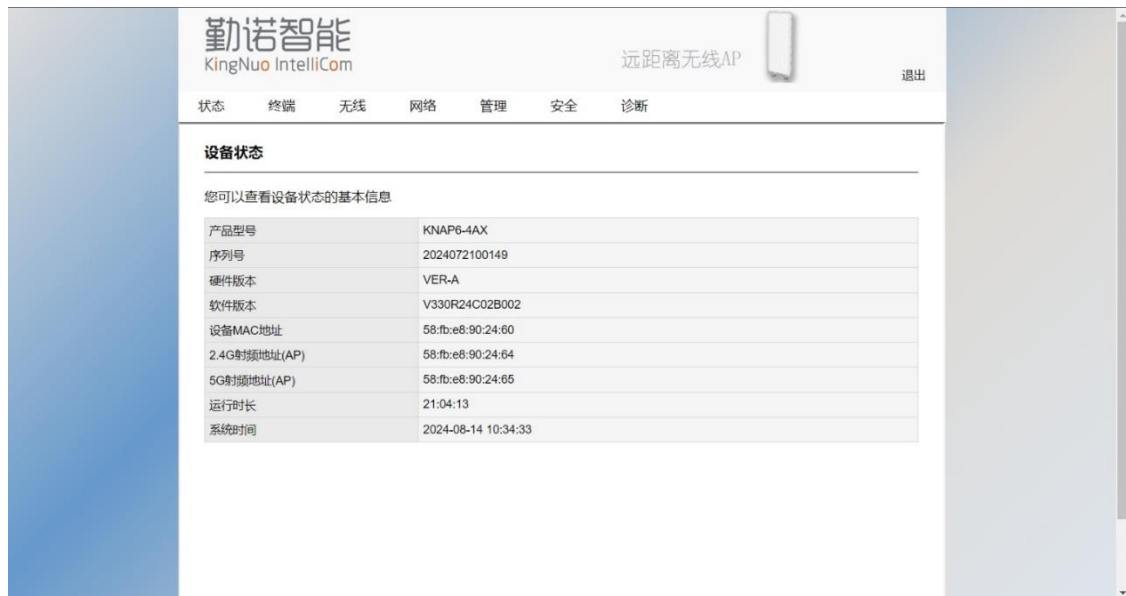 勤诺智能
KingNuo IntelliCom
远距离无线AP
退出
状态 终端 无线 网络 管理 安全 诊断
设备状态
您可以查看设备状态的基本信息
产品型号 KNAP6-4AX
序列号 2024072100149
硬件版本 VER-A
软件版本 V330R24C02B002
设备MAC地址 58:fb:e8:90:24:60
2.4G射频地址(AP) 58:fb:e8:90:24:64
5G射频地址(AP) 58:fb:e8:90:24:65
运行时长 21:04:13
系统时间 2024-08-14 10:34:33